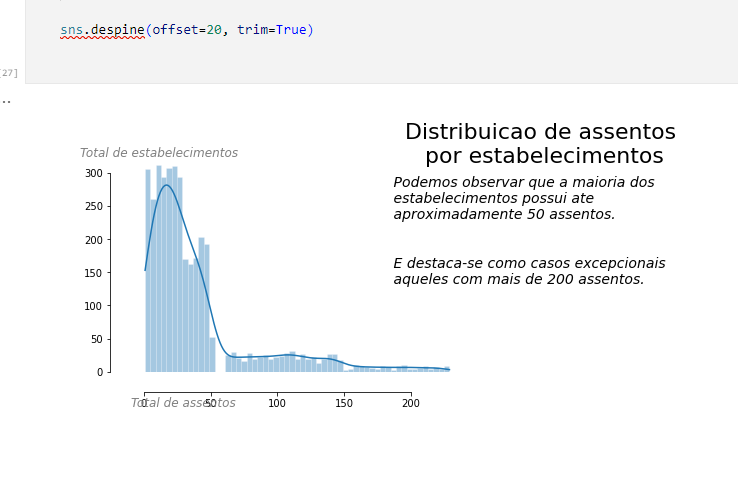 sns.despine(offset=20, trim=True)
[27]
..
Distribuicao de assentos
por estabelecimentos
Total de estabelecimentos
Podemos observar que a maioria dos
estabelecimentos possui ate
aproximadamente 50 assentos.
E destaca-se como casos excepcionais
aqueles com mais de 200 assentos.
300
250
200
150
100
50
0
0 50 100 150 200
Total de assentos